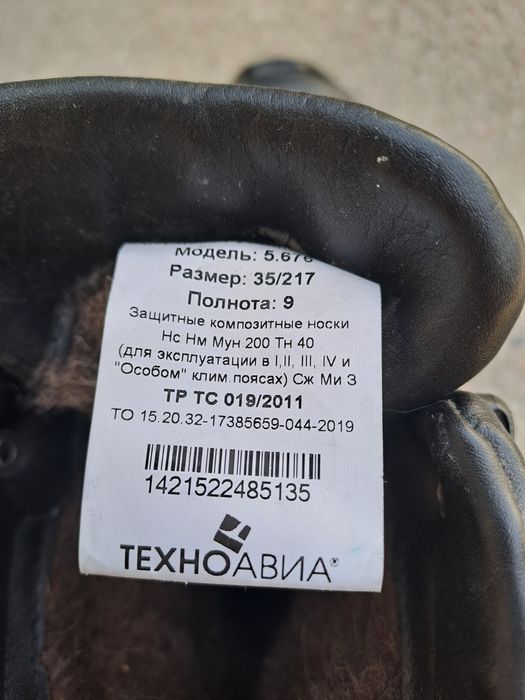 Модель: 5.676
Размер: 35/217
Полнота: 9
Защитные композитные носки
Нс Нм Мун 200 Тн 40
(для эксплуатации в I,II, III, IV и
"Особом" клим.поясах) Сж Ми З
ТР ТС 019/2011
ТО 15.20.32-17385659-044-2019
1421522485135
ТЕХНОАВИА®